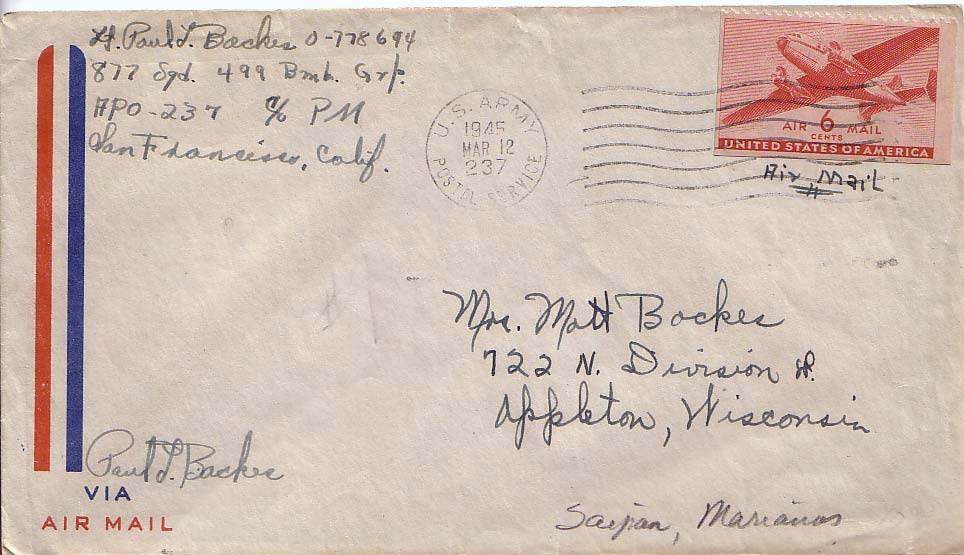 Lt. Paul L. Backes O-778694
877 Sqd. 499 Bmb. Grp.
APO-237 c/o PM
San Francisco, Calif.
U.S. ARMY
1945
MAR 12
237
POSTAL SERVICE
AIR 6 MAIL
CENTS
UNITED STATES OF AMERICA
Air Mail
Mrs. Matt Backes
722 N. Division St.
Appleton, Wisconsin
Paul L. Backes
VIA
AIR MAIL
Saipan, Marianas